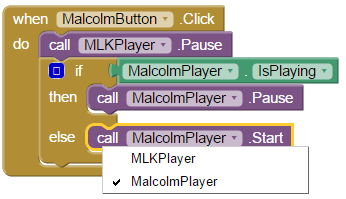 when MalcolmButton .Click
do call MLKPlayer .Pause
if MalcolmPlayer . IsPlaying
then call MalcolmPlayer .Pause
else call MalcolmPlayer .Start
MLKPlayer
MalcolmPlayer